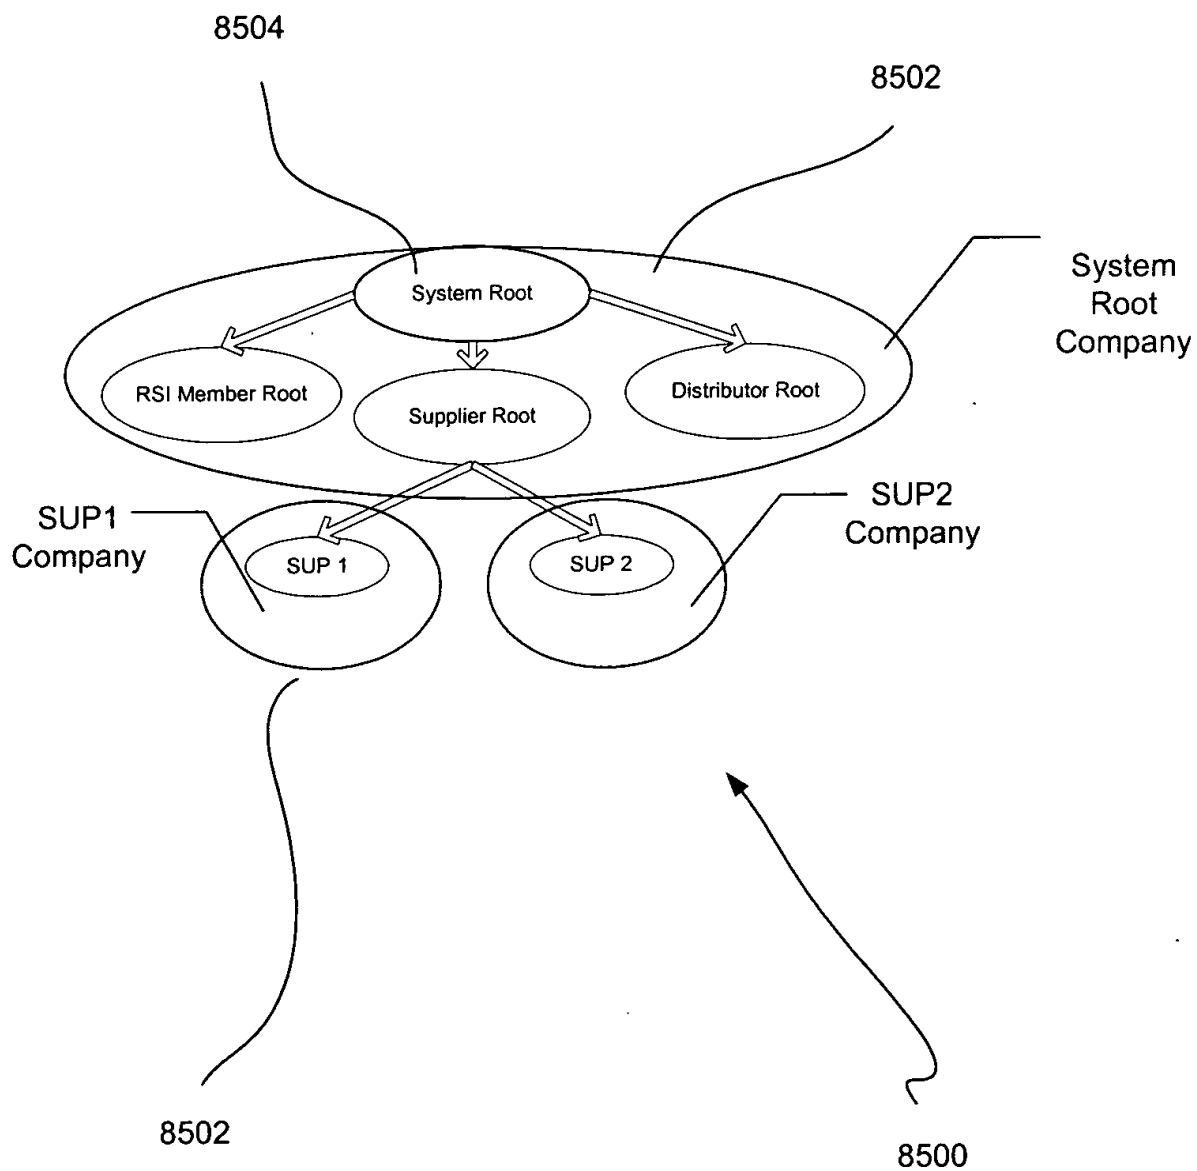 8504
8502
System Root
System
Root
Company
RSI Member Root
Supplier Root
Distributor Root
SUP1
Company
SUP2
Company
SUP 1
SUP 2
8502
8500